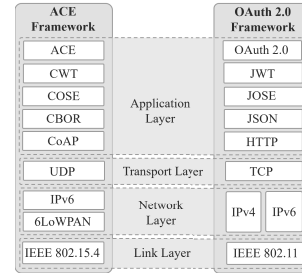 ACE
Framework
ACE
CWT
COSE
CBOR
CoAP
UDP
IPv6
6LoWPAN
IEEE 802.15.4
Application
Layer
Transport Layer
Network
Layer
Link Layer
OAuth 2.0
Framework
OAuth 2.0
JWT
JOSE
JSON
HTTP
TCP
IPv4 IPv6
IEEE 802.11